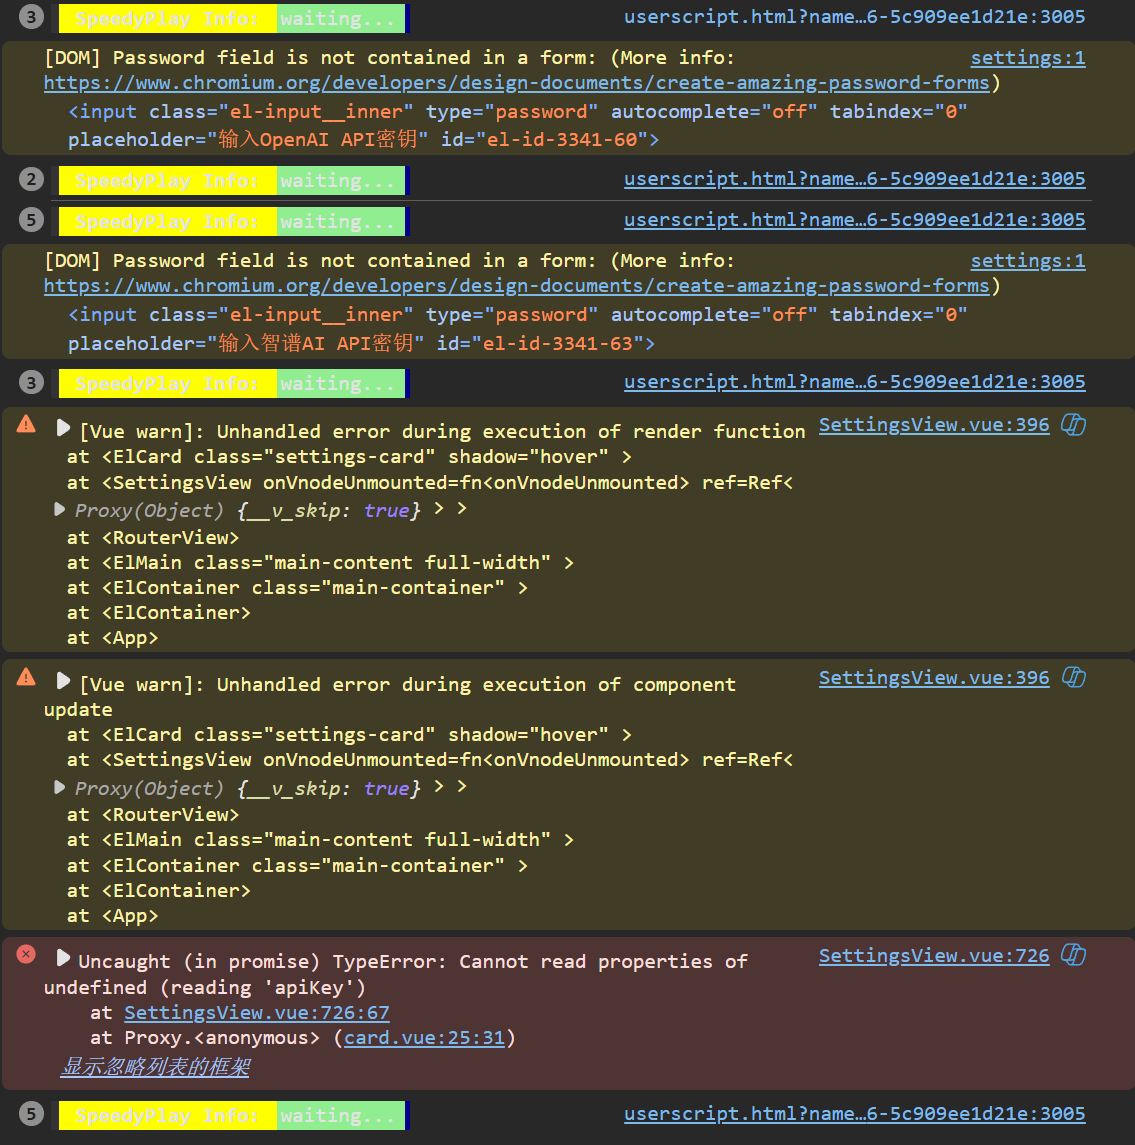 3 SpeedyPlay Info: waiting... userscript.html?name…6-5c909ee1d21e:3005
[DOM] Password field is not contained in a form: (More info: settings:1
https://www.chromium.org/developers/design-documents/create-amazing-password-forms)
<input class="el-input__inner" type="password" autocomplete="off" tabindex="0"
placeholder="输入OpenAI API密钥" id="el-id-3341-60">
2 SpeedyPlay Info: waiting... userscript.html?name…6-5c909ee1d21e:3005
5 SpeedyPlay Info: waiting... userscript.html?name…6-5c909ee1d21e:3005
[DOM] Password field is not contained in a form: (More info: settings:1
https://www.chromium.org/developers/design-documents/create-amazing-password-forms)
<input class="el-input__inner" type="password" autocomplete="off" tabindex="0"
placeholder="输入智谱AI API密钥" id="el-id-3341-63">
3 SpeedyPlay Info: waiting... userscript.html?name…6-5c909ee1d21e:3005
[Vue warn]: Unhandled error during execution of render function SettingsView.vue:396
at <ElCard class="settings-card" shadow="hover" >
at <SettingsView onVnodeUnmounted=fn<onVnodeUnmounted> ref=Ref<
Proxy(Object) {__v_skip: true} > >
at <RouterView>
at <ElMain class="main-content full-width" >
at <ElContainer class="main-container" >
at <ElContainer>
at <App>
[Vue warn]: Unhandled error during execution of component SettingsView.vue:396
update
at <ElCard class="settings-card" shadow="hover" >
at <SettingsView onVnodeUnmounted=fn<onVnodeUnmounted> ref=Ref<
Proxy(Object) {__v_skip: true} > >
at <RouterView>
at <ElMain class="main-content full-width" >
at <ElContainer class="main-container" >
at <ElContainer>
at <App>
Uncaught (in promise) TypeError: Cannot read properties of SettingsView.vue:726
undefined (reading 'apiKey')
at SettingsView.vue:726:67
at Proxy.<anonymous> (card.vue:25:31)
显示忽略列表的框架
5 SpeedyPlay Info: waiting... userscript.html?name…6-5c909ee1d21e:3005